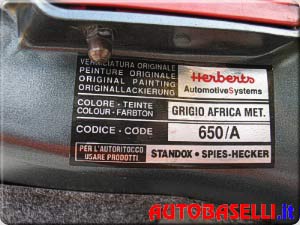 VERNICIATURA ORIGINALE
PEINTURE ORIGINALE
ORIGINAL PAINTING
ORIGINALLACKIERUNG
Herberts
AutomotiveSystems
COLORE - TEINTE
COLOUR - FARBTON
GRIGIO AFRICA MET.
CODICE - CODE
650/A
PER L'AUTORITOCCO
USARE PRODOTTI
STANDOX - SPIES-HECKER
AUTOBASELLI.it